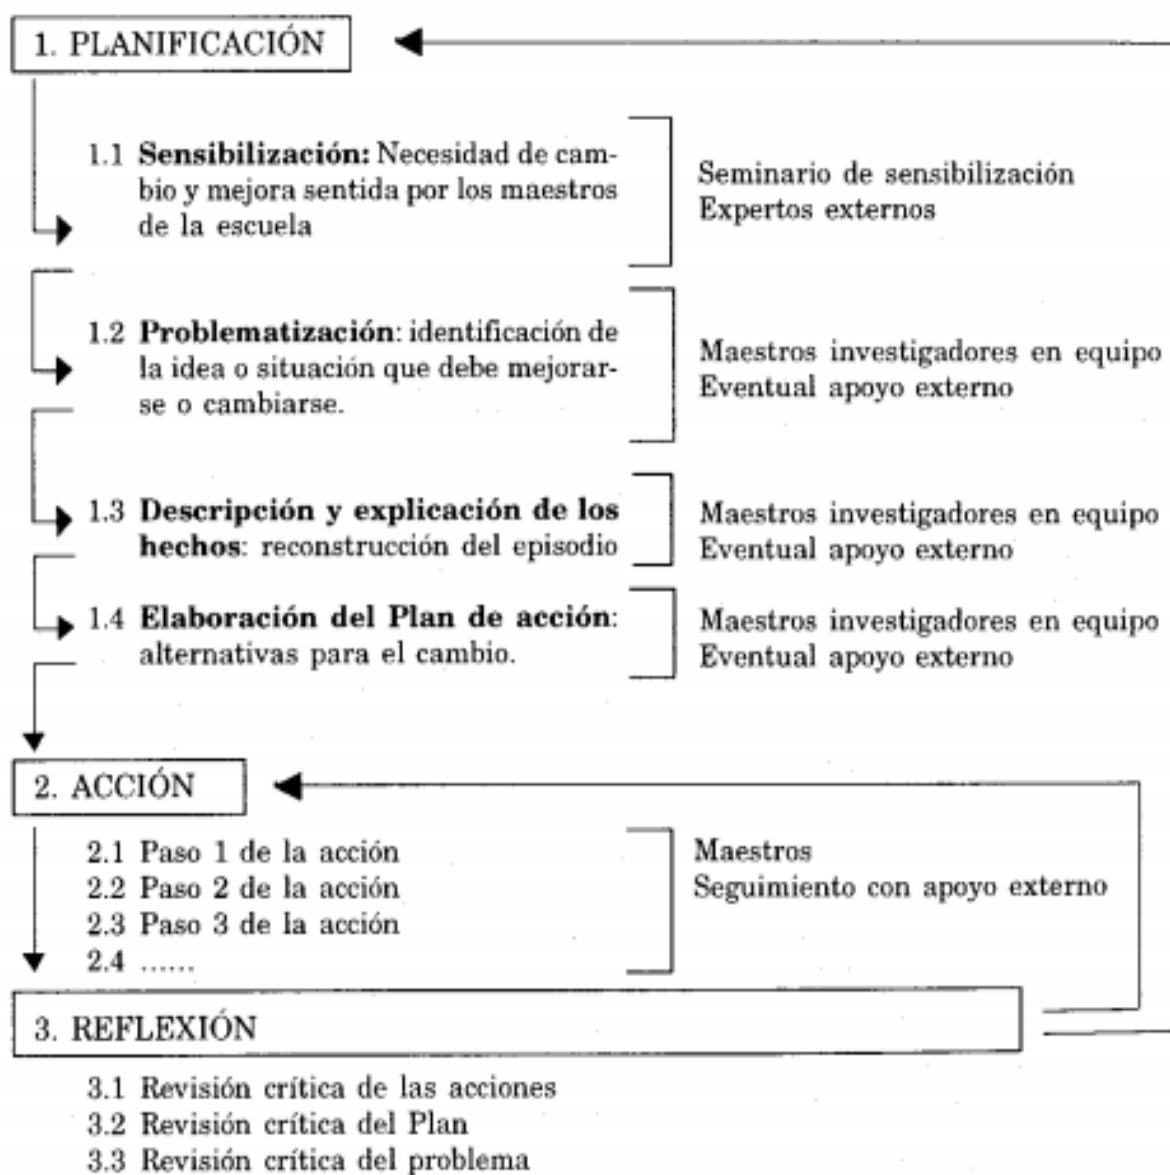 1. PLANIFICACIÓN
1.1 Sensibilización: Necesidad de cam-
bio y mejora sentida por los maestros
de la escuela
Seminario de sensibilización
Expertos externos
1.2 Problematización: identificación de
la idea o situación que debe mejorar-
se o cambiarse.
Maestros investigadores en equipo
Eventual apoyo externo
1.3 Descripción y explicación de los
hechos: reconstrucción del episodio
Maestros investigadores en equipo
Eventual apoyo externo
1.4 Elaboración del Plan de acción:
alternativas para el cambio.
Maestros investigadores en equipo
Eventual apoyo externo
2. ACCIÓN
2.1 Paso 1 de la acción
2.2 Paso 2 de la acción
2.3 Paso 3 de la acción
2.4 ......
Maestros
Seguimiento con apoyo externo
3. REFLEXIÓN
3.1 Revisión crítica de las acciones
3.2 Revisión crítica del Plan
3.3 Revisión crítica del problema